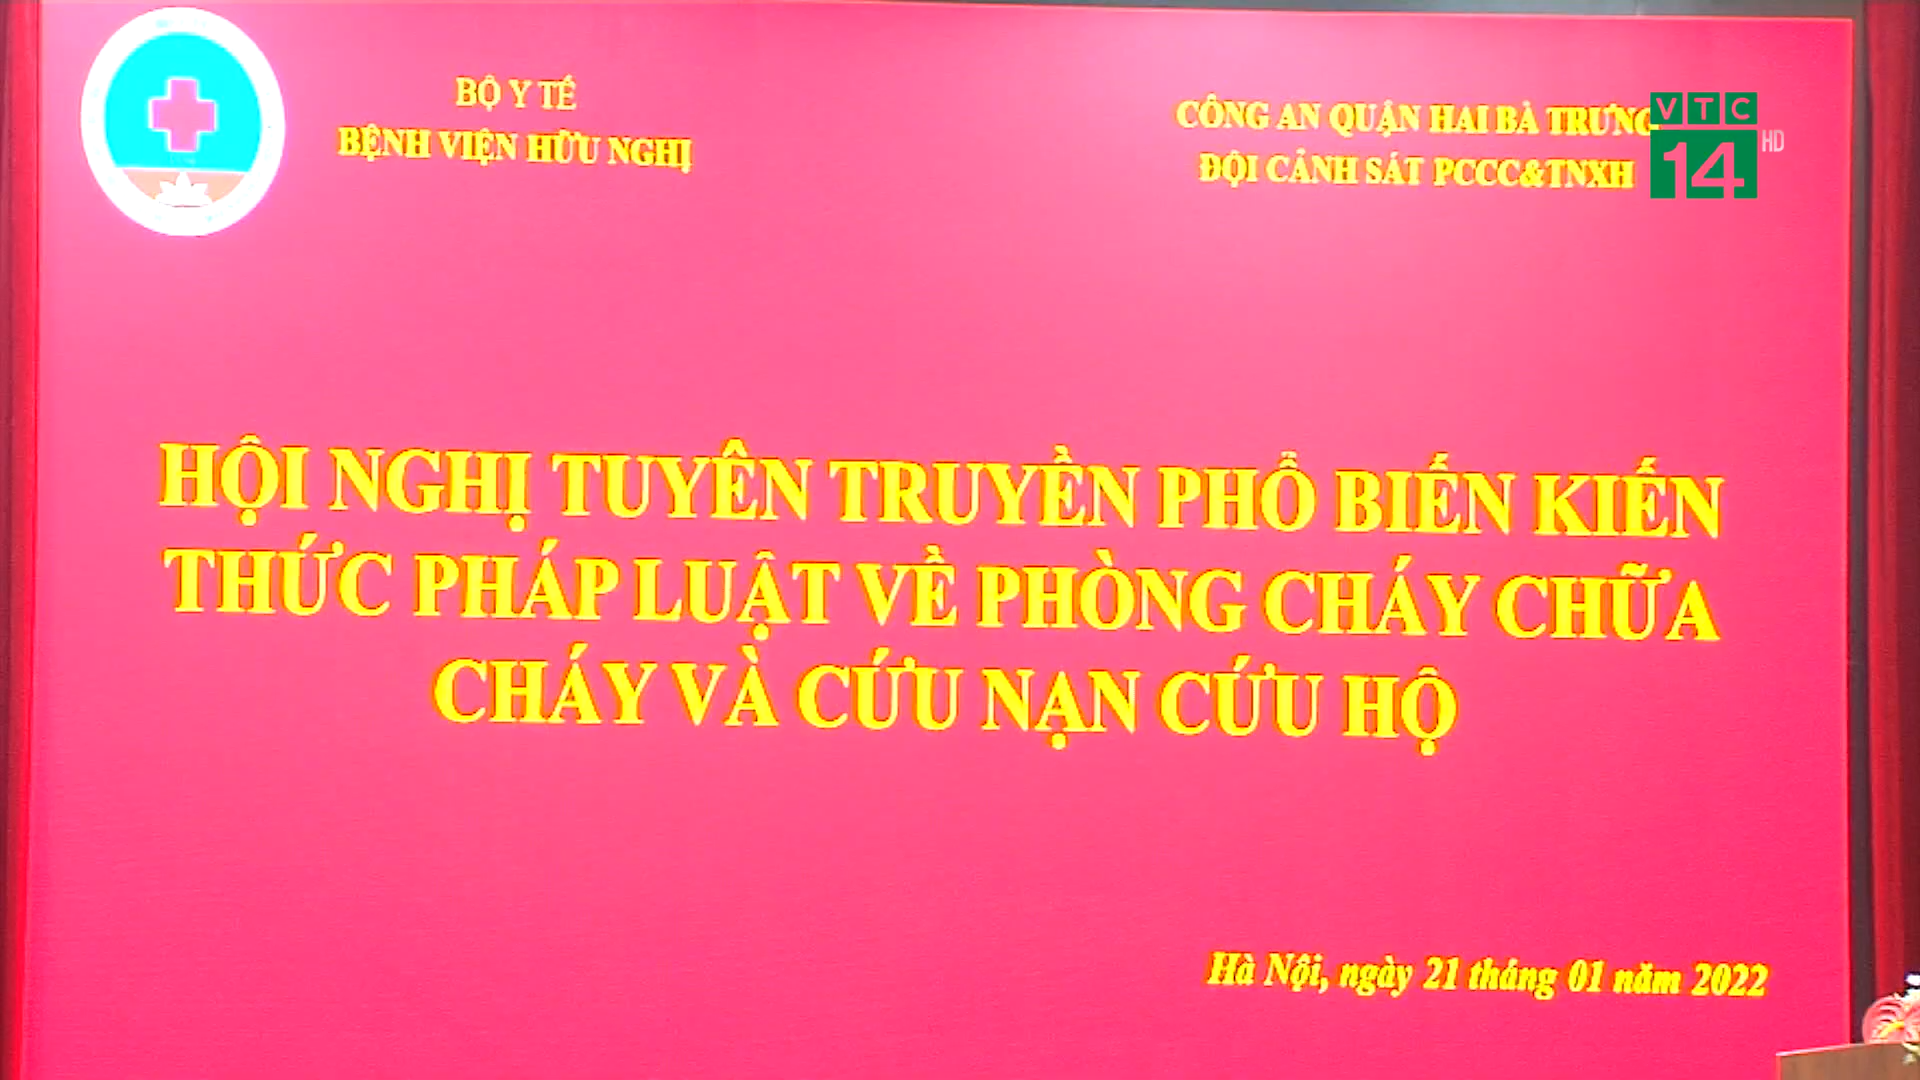 BỘ Y TẾ
BỆNH VIỆN HỮU NGHỊ
CÔNG AN QUẬN HAI BÀ TRƯNG
ĐỘI CẢNH SÁT PCCC&TNXH
VTC
14 HD
HỘI NGHỊ TUYÊN TRUYỀN PHỔ BIẾN KIẾN
THỨC PHÁP LUẬT VỀ PHÒNG CHÁY CHỮA
CHÁY VÀ CỨU NẠN CỨU HỘ
Hà Nội, ngày 21 tháng 01 năm 2022